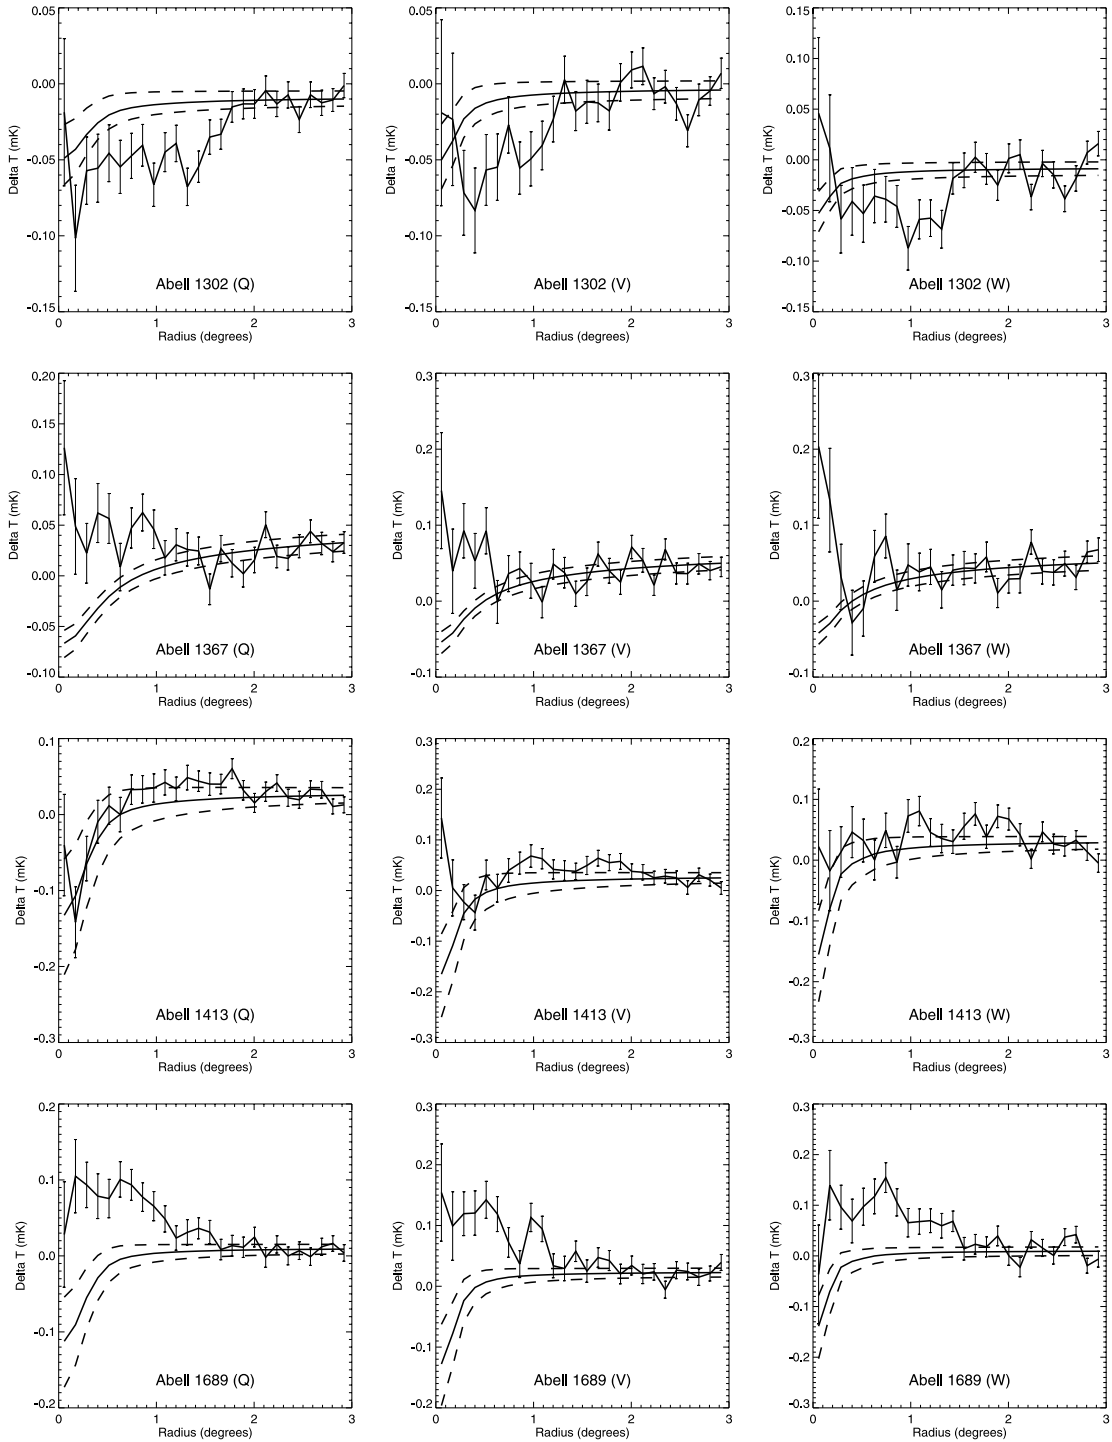 0.05
0.00
-0.05
-0.10
-0.15
Delta T (mK)
Abell 1302 (Q)
0 1 2 3
Radius (degrees)
0.05
0.00
-0.05
-0.10
-0.15
Delta T (mK)
Abell 1302 (V)
0 1 2 3
Radius (degrees)
0.15
0.10
0.05
0.00
-0.05
-0.10
-0.15
Delta T (mK)
Abell 1302 (W)
0 1 2 3
Radius (degrees)
0.20
0.15
0.10
0.05
0.00
-0.05
-0.10
Delta T (mK)
Abell 1367 (Q)
0 1 2 3
Radius (degrees)
0.3
0.2
0.1
0.0
-0.1
Delta T (mK)
Abell 1367 (V)
0 1 2 3
Radius (degrees)
0.3
0.2
0.1
0.0
-0.1
Delta T (mK)
Abell 1367 (W)
0 1 2 3
Radius (degrees)
0.1
0.0
-0.1
-0.2
-0.3
Delta T (mK)
Abell 1413 (Q)
0 1 2 3
Radius (degrees)
0.3
0.2
0.1
0.0
-0.1
-0.2
-0.3
Delta T (mK)
Abell 1413 (V)
0 1 2 3
Radius (degrees)
0.2
0.1
0.0
-0.1
-0.2
-0.3
Delta T (mK)
Abell 1413 (W)
0 1 2 3
Radius (degrees)
0.2
0.1
0.0
-0.1
-0.2
Delta T (mK)
Abell 1689 (Q)
0 1 2 3
Radius (degrees)
0.3
0.2
0.1
0.0
-0.1
-0.2
Delta T (mK)
Abell 1689 (V)
0 1 2 3
Radius (degrees)
0.3
0.2
0.1
0.0
-0.1
-0.2
-0.3
Delta T (mK)
Abell 1689 (W)
0 1 2 3
Radius (degrees)